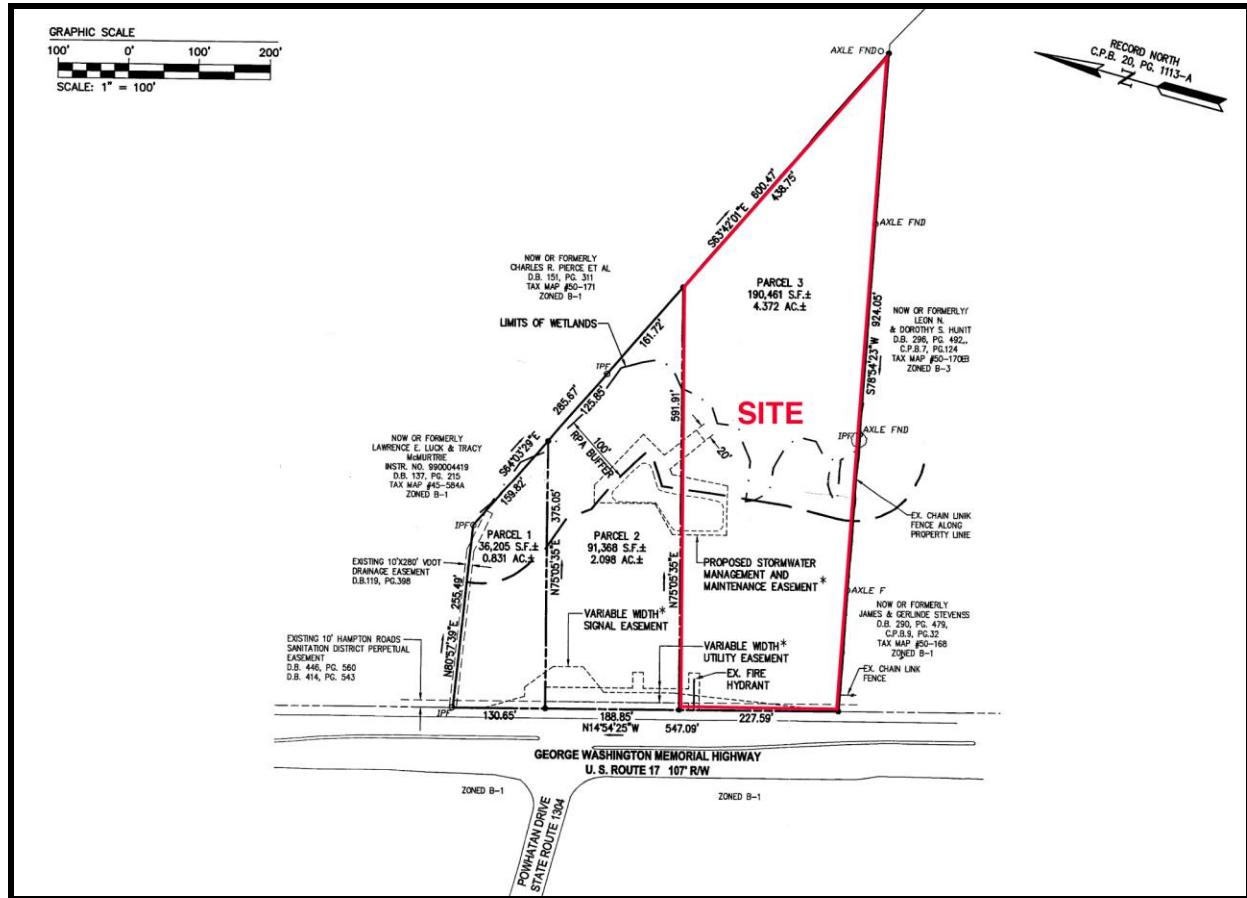 GRAPHIC SCALE
100' 0' 100' 200'
SCALE: 1" = 100'
AXLE FND
RECORD NORTH
C.P.B. 20, PG. 1113-A
N
S63°42'01"E 600.47'
438.75'
AXLE FND
NOW OR FORMERLY
CHARLES R. PIERCE ET AL
D.B. 151, PG. 311
TAX MAP #50-171
ZONED B-1
PARCEL 3
190,461 S.F.±
4.372 AC.±
LIMITS OF WETLANDS
161.72'
NOW OR FORMERLY
LEON N.
& DOROTHY S. HUNIT
D.B. 296, PG. 492,,
C.P.B.7, PG.124
TAX MAP #50-170EB
ZONED B-3
S78°54'23"W 924.05'
IPF
285.67'
125.85'
591.91'
SITE
AXLE FND
IPF
100'
RPA BUFFER
20'
NOW OR FORMERLY
LAWRENCE E. LUCK & TRACY
McMURTRIE
INSTR. NO. 990004419
D.B. 137, PG. 215
TAX MAP #45-584A
ZONED B-1
S64°03'29"E
159.82'
IPF
375.05'
EX. CHAIN LINIK
FENCE ALONG
PROPERTY LINIE
PARCEL 1
36,205 S.F.±
0.831 AC.±
PARCEL 2
91,368 S.F.±
2.098 AC.±
EXISTING 10'X280' VDOT
DRAINAGE EASEMENT
D.B.119, PG.398
N75°05'35"E
N75°05'35"E
PROPOSED STORMWATER
MANAGEMENT AND
MAINTENANCE EASEMENT*
AXLE F
NOW OR FORMERLY
JAMES & GERLINDE STEVENSS
D.B. 290, PG. 479,
C.P.B.9, PG.32
TAX MAP #50-168
ZONED B-1
N80°57'39"E 255.49'
VARIABLE WIDTH*
SIGNAL EASEMENT
EXISTING 10' HAMPTON ROADS
SANITATION DISTRICT PERPETUAL
EASEMENT
D.B. 446, PG. 560
D.B. 414, PG. 543
VARIABLE WIDTH*
UTILITY EASEMENT
EX. FIRE
HYDRANT
EX. CHAIN LINK
FENCE
IPF
130.65' 188.85' 227.59'
N14°54'25"W 547.09'
GEORGE WASHINGTON MEMORIAL HIGHWAY
U. S. ROUTE 17 107' R/W
ZONED B-1
ZONED B-1
POWHATAN DRIVE
STATE ROUTE 1304